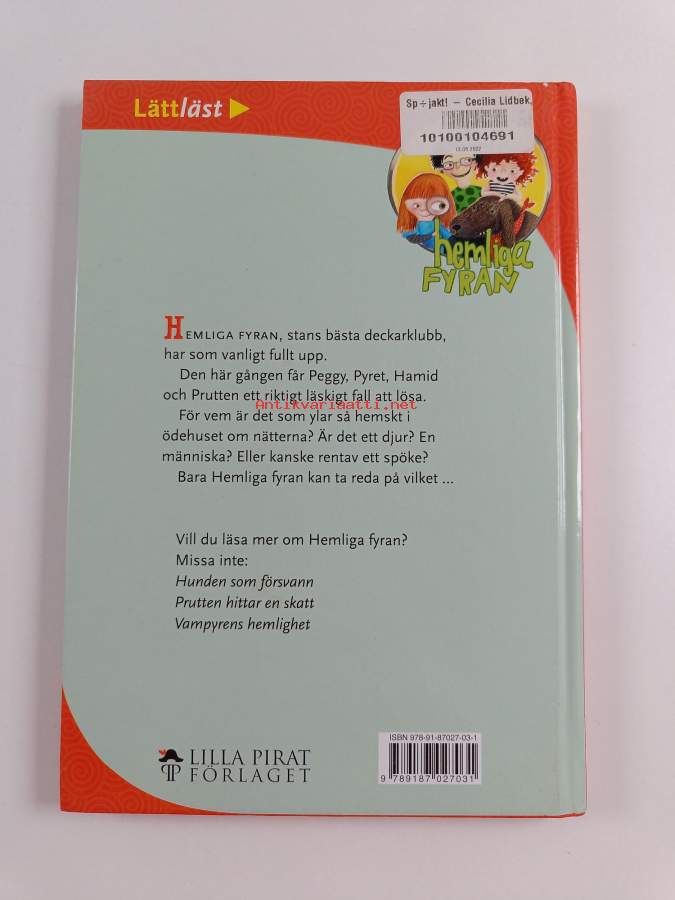 Lättläst
Sp÷jakt! – Cecilia Lidbek,
10100104691
13.05.2022
hemliga
FYRAN
HEMLIGA FYRAN, stans bästa deckarklubb,
har som vanligt fullt upp.
Den här gången får Peggy, Pyret, Hamid
och Prutten ett riktigt läskigt fall att lösa.
Antikvariaatti.net
För vem är det som ylar så hemskt i
ödehuset om nätterna? Är det ett djur? En
människa? Eller kanske rentav ett spöke?
Bara Hemliga fyran kan ta reda på vilket ...
Vill du läsa mer om Hemliga fyran?
Missa inte:
Hunden som försvann
Prutten hittar en skatt
Vampyrens hemlighet
LILLA PIRAT
FÖRLAGET
ISBN 978-91-87027-03-1
9 789187 027031